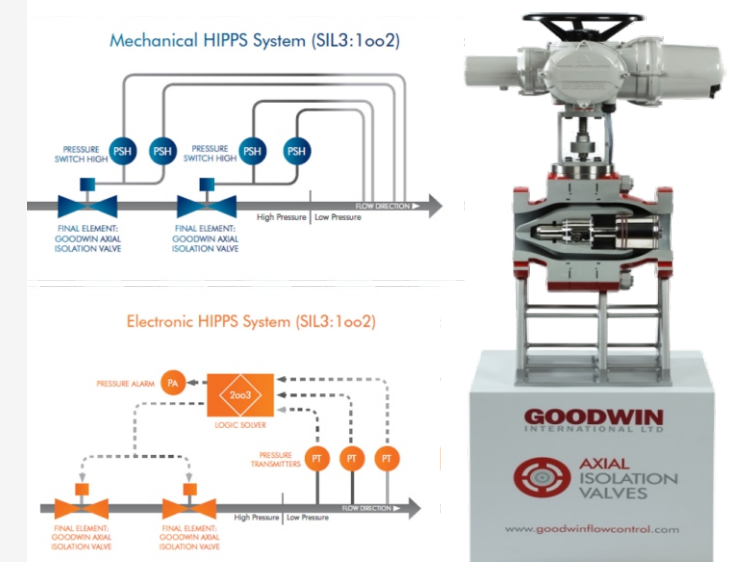 Mechanical HIPPS System (SIL3:1oo2)
PRESSURE
SWITCH HIGH
PSH
PSH
PRESSURE
SWITCH HIGH
PSH
PSH
FLOW DIRECTION
High Pressure
Low Pressure
FINAL ELEMENT:
GOODWIN AXIAL
ISOLATION VALVE
FINAL ELEMENT:
GOODWIN AXIAL
ISOLATION VALVE
Electronic HIPPS System (SIL3:1oo2)
PRESSURE ALARM
PA
2oo3
LOGIC SOLVER
PRESSURE
TRANSMITTERS
PT
PT
PT
FLOW DIRECTION
High Pressure
Low Pressure
FINAL ELEMENT:
GOODWIN AXIAL
ISOLATION VALVE
FINAL ELEMENT:
GOODWIN AXIAL
ISOLATION VALVE
GOODWIN
INTERNATIONAL LTD
AXIAL
ISOLATION
VALVES
www.goodwinflowcontrol.com